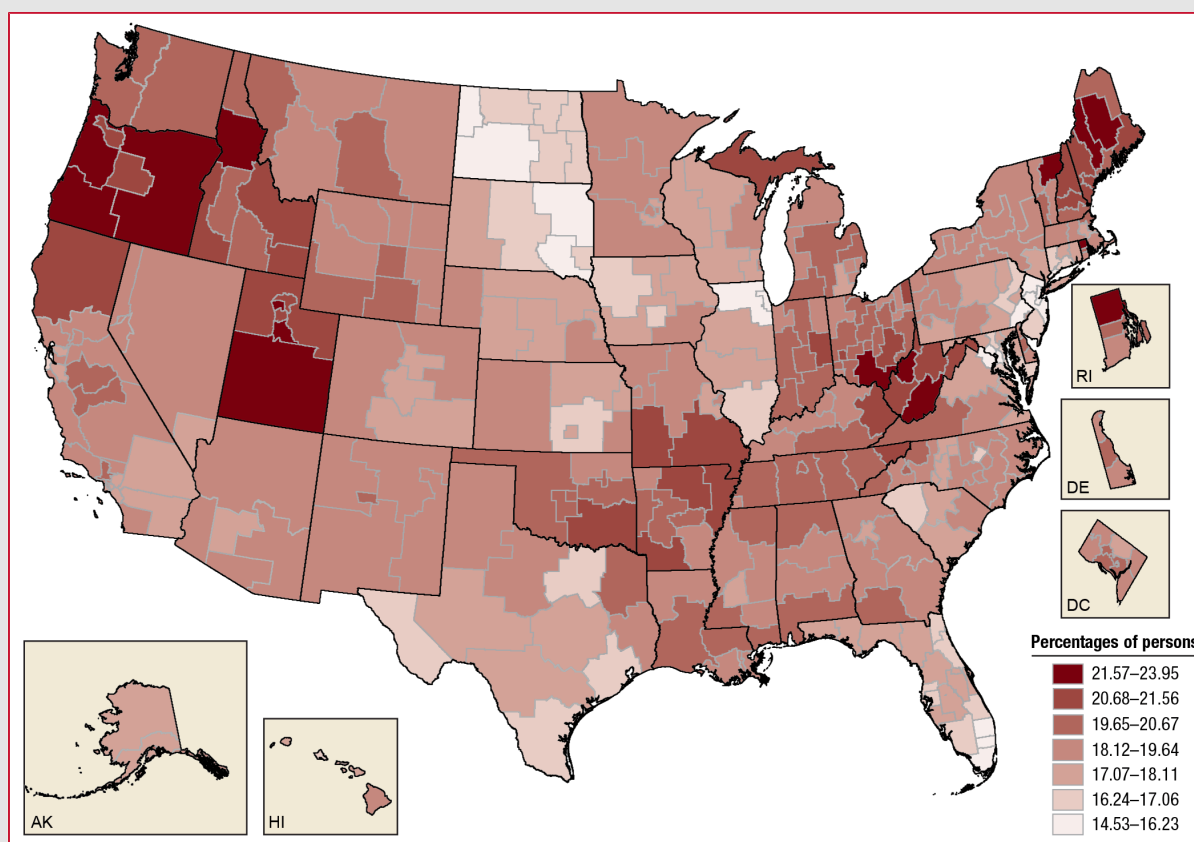 RI
DE
DC
AK
HI
Percentages of persons
21.57–23.95
20.68–21.56
19.65–20.67
18.12–19.64
17.07–18.11
16.24–17.06
14.53–16.23